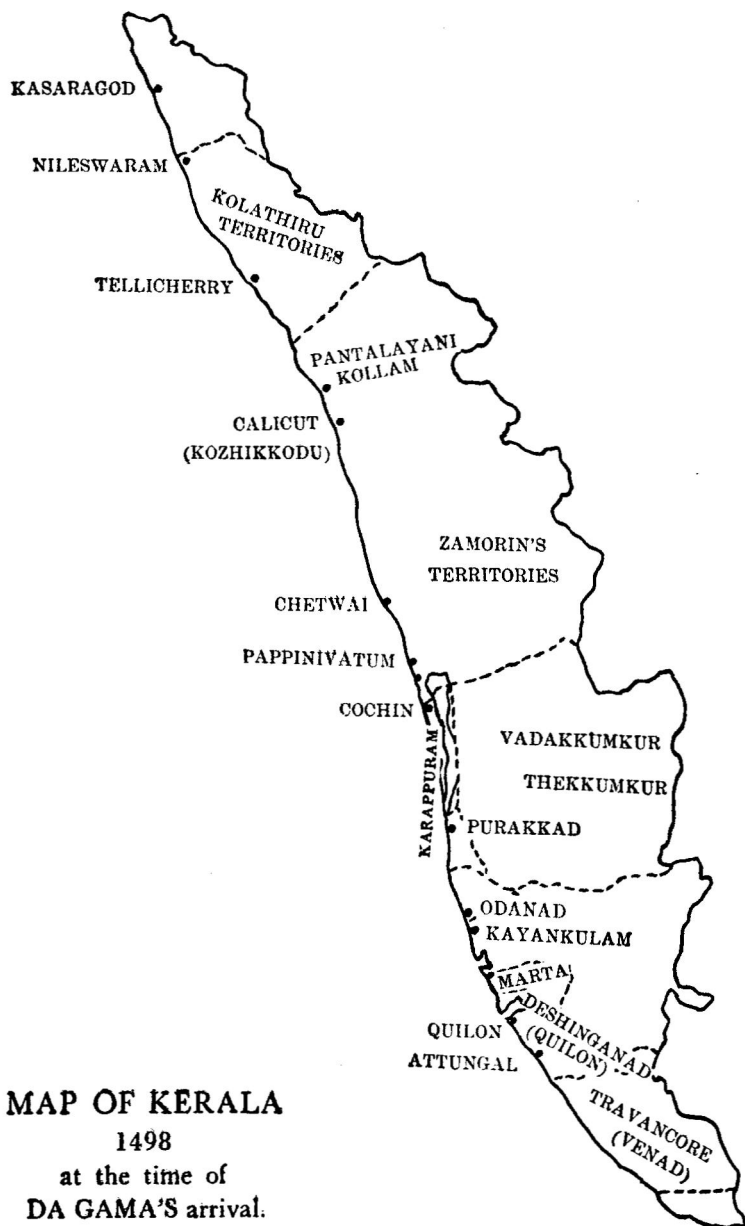 KASARAGOD
NILESWARAM
KOLATHIRU
TERRITORIES
TELLICHERRY
PANTALAYANI
KOLLAM
CALICUT
(KOZHIKKODU)
ZAMORIN'S
TERRITORIES
CHETWAI
PAPPINIVATUM
COCHIN
KARAPPURAM
VADAKKUMKUR
THEKKUMKUR
PURAKKAD
ODANAD
KAYANKULAM
MARTA
DESHINGANAD
(QUILON)
QUILON
ATTUNGAL
TRAVANCORE
(VENAD)
MAP OF KERALA
1498
at the time of
DA GAMA'S arrival.